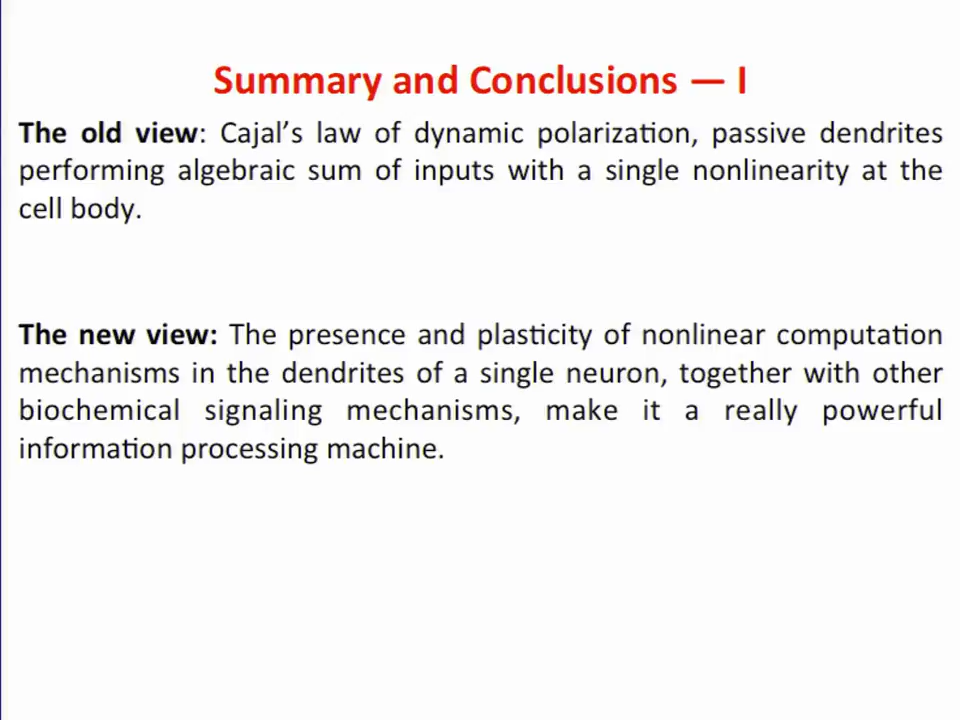 Summary and Conclusions — I
The old view: Cajal’s law of dynamic polarization, passive dendrites
performing algebraic sum of inputs with a single nonlinearity at the
cell body.
The new view: The presence and plasticity of nonlinear computation
mechanisms in the dendrites of a single neuron, together with other
biochemical signaling mechanisms, make it a really powerful
information processing machine.